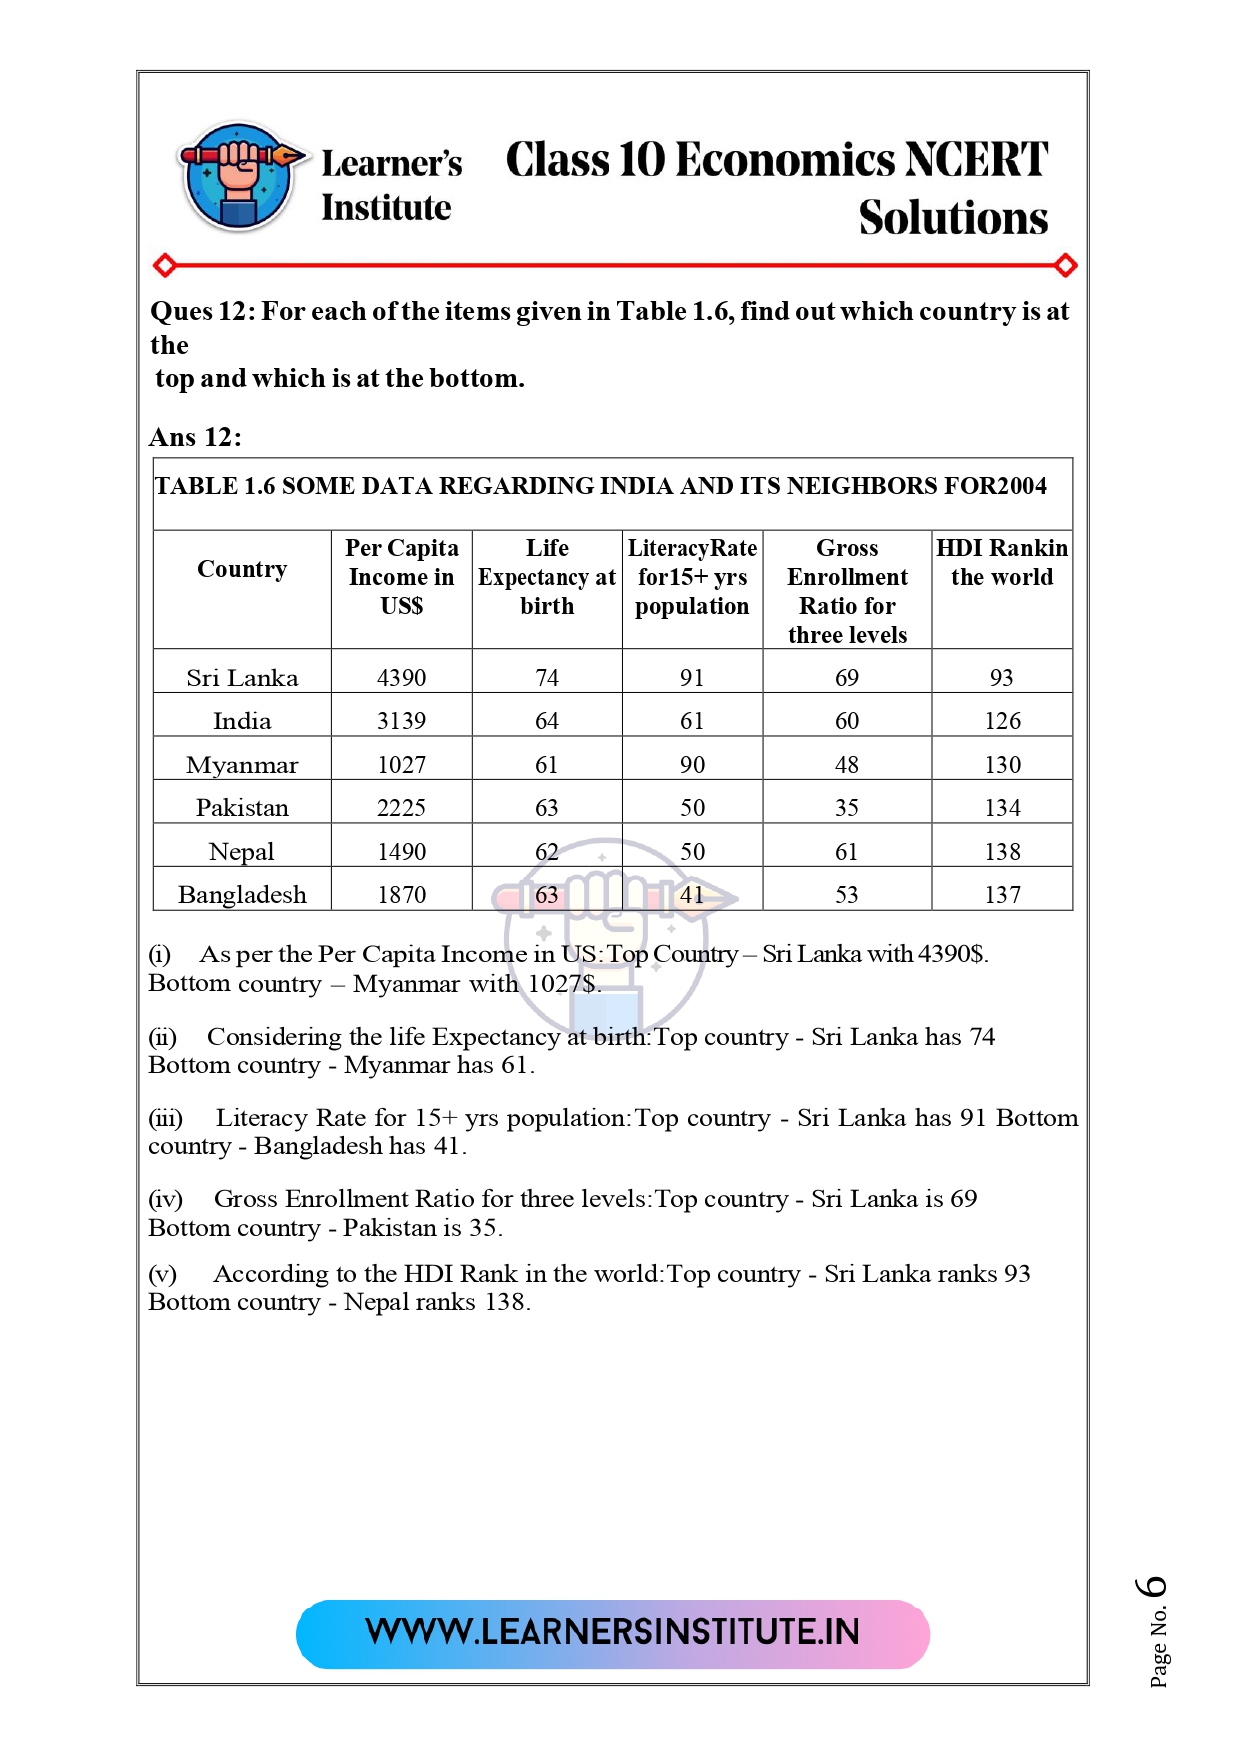 Learner's
Institute
Class 10 Economics NCERT
Solutions
Ques 12: For each of the items given in Table 1.6, find out which country is at
the
top and which is at the bottom.
Ans 12:
TABLE 1.6 SOME DATA REGARDING INDIA AND ITS NEIGHBORS FOR2004
Country
Per Capita
Income in
US$
Life
Expectancy at
birth
LiteracyRate
for15+ yrs
population
Gross
Enrollment
Ratio for
three levels
HDI Rankin
the world
Sri Lanka 4390 74 91 69 93
India 3139 64 61 60 126
Myanmar 1027 61 90 48 130
Pakistan 2225 63 50 35 134
Nepal 1490 62 50 61 138
Bangladesh 1870 63 41 53 137
(i) As per the Per Capita Income in US:Top Country – Sri Lanka with 4390$.
Bottom country – Myanmar with 1027$.
(ii) Considering the life Expectancy at birth:Top country - Sri Lanka has 74
Bottom country - Myanmar has 61.
(iii) Literacy Rate for 15+ yrs population:Top country - Sri Lanka has 91 Bottom
country - Bangladesh has 41.
(iv) Gross Enrollment Ratio for three levels:Top country - Sri Lanka is 69
Bottom country - Pakistan is 35.
(v) According to the HDI Rank in the world:Top country - Sri Lanka ranks 93
Bottom country - Nepal ranks 138.
WWW.LEARNERSINSTITUTE.IN
Page No. 6